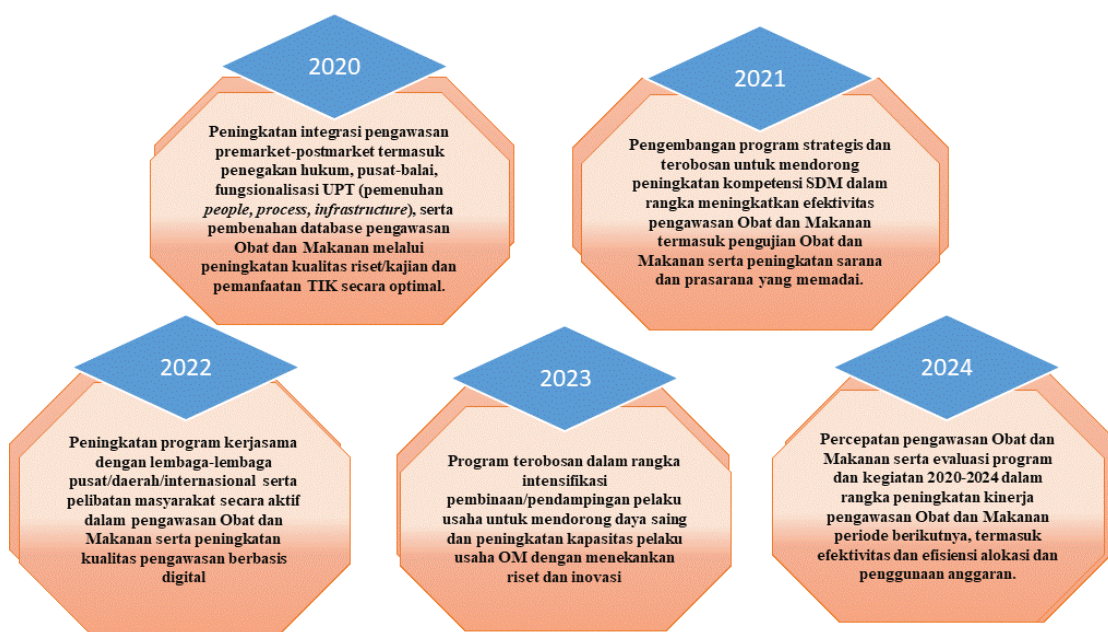 2020
Peningkatan integrasi pengawasan
premarket-postmarket termasuk
penegakan hukum, pusat-balai,
fungsionalisasi UPT (pemenuhan
people, process, infrastructure), serta
pembenahan database pengawasan
Obat dan Makanan melalui
peningkatan kualitas riset/kajian dan
pemanfaatan TIK secara optimal.
2021
Pengembangan program strategis dan
terobosan untuk mendorong
peningkatan kompetensi SDM dalam
rangka meningkatkan efektivitas
pengawasan Obat dan Makanan
termasuk pengujian Obat dan
Makanan serta peningkatan sarana
dan prasarana yang memadai.
2022
Peningkatan program kerjasama
dengan lembaga-lembaga
pusat/daerah/internasional serta
pelibatan masyarakat secara aktif
dalam pengawasan Obat dan
Makanan serta peningkatan
kualitas pengawasan berbasis
digital
2023
Program terobosan dalam rangka
intensifikasi
pembinaan/pendampingan pelaku
usaha untuk mendorong daya saing
dan peningkatan kapasitas pelaku
usaha OM dengan menekankan
riset dan inovasi
2024
Percepatan pengawasan Obat dan
Makanan serta evaluasi program
dan kegiatan 2020-2024 dalam
rangka peningkatan kinerja
pengawasan Obat dan Makanan
periode berikutnya, termasuk
efektivitas dan efisiensi alokasi dan
penggunaan anggaran.